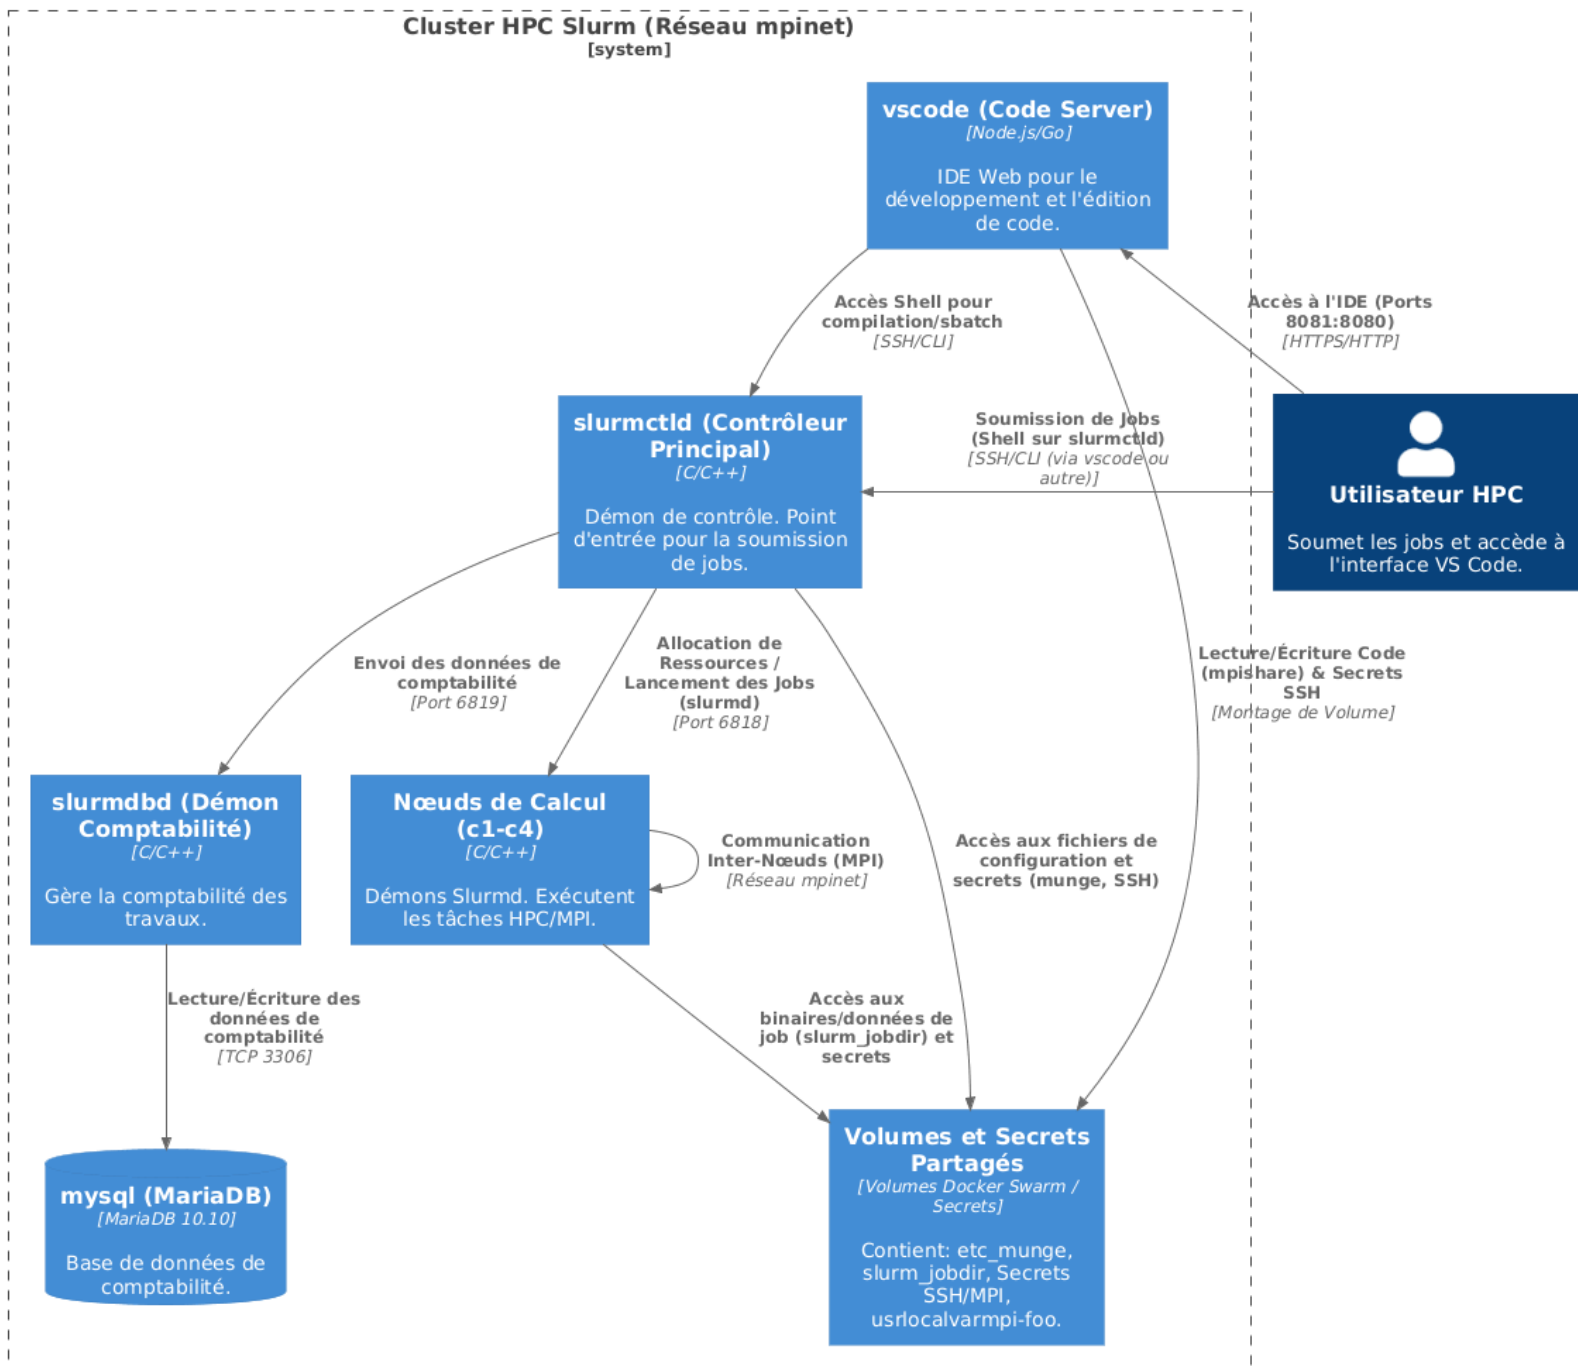 Cluster HPC Slurm (Réseau mpinet)
[system]
vscode (Code Server)
[Node.js/Go]
IDE Web pour le
développement et l'édition
de code.
Accès Shell pour
compilation/sbatch
[SSH/CLI]
Accès à l'IDE (Ports
8081:8080)
[HTTPS/HTTP]
slurmctld (Contrôleur
Principal)
[C/C++]
Démon de contrôle. Point
d'entrée pour la soumission
de jobs.
Soumission de Jobs
(Shell sur slurmctld)
[SSH/CLI (via vscode ou
autre)]
Utilisateur HPC
Soumet les jobs et accède à
l'interface VS Code.
Envoi des données de
comptabilité
[Port 6819]
Allocation de
Ressources /
Lancement des Jobs
(slurmd)
[Port 6818]
Lecture/Écriture Code
(mpishare) & Secrets
SSH
[Montage de Volume]
slurmdbd (Démon
Comptabilité)
[C/C++]
Gère la comptabilité des
travaux.
Nœuds de Calcul
(c1-c4)
[C/C++]
Démons Slurmd. Exécutent
les tâches HPC/MPI.
Communication
Inter-Nœuds (MPI)
[Réseau mpinet]
Accès aux fichiers de
configuration et
secrets (munge, SSH)
Lecture/Écriture des
données de
comptabilité
[TCP 3306]
Accès aux
binaires/données de
job (slurm_jobdir) et
secrets
mysql (MariaDB)
[MariaDB 10.10]
Base de données de
comptabilité.
Volumes et Secrets
Partagés
[Volumes Docker Swarm /
Secrets]
Contient: etc_munge,
slurm_jobdir, Secrets
SSH/MPI,
usrlocalvarmpi-foo.